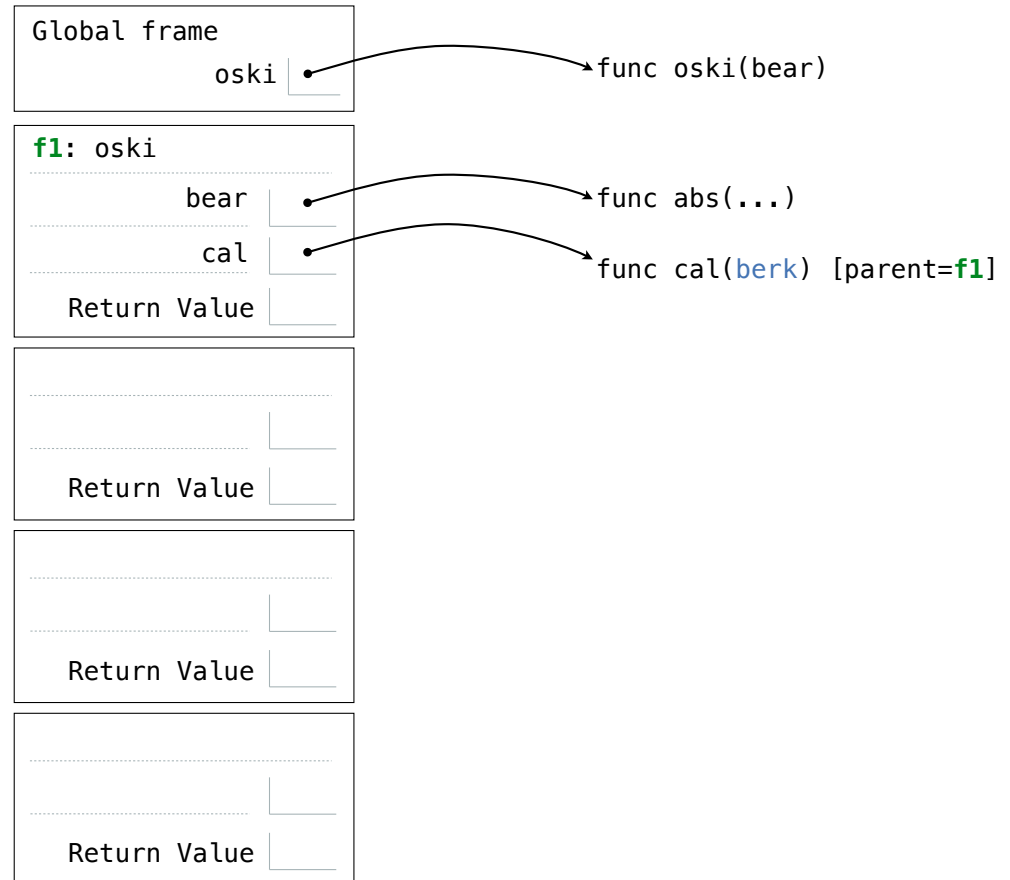 Global frame
oski
func oski(bear)
f1: oski
bear
func abs(...)
cal
func cal(berk) [parent=f1]
Return Value
Return Value
Return Value
Return Value